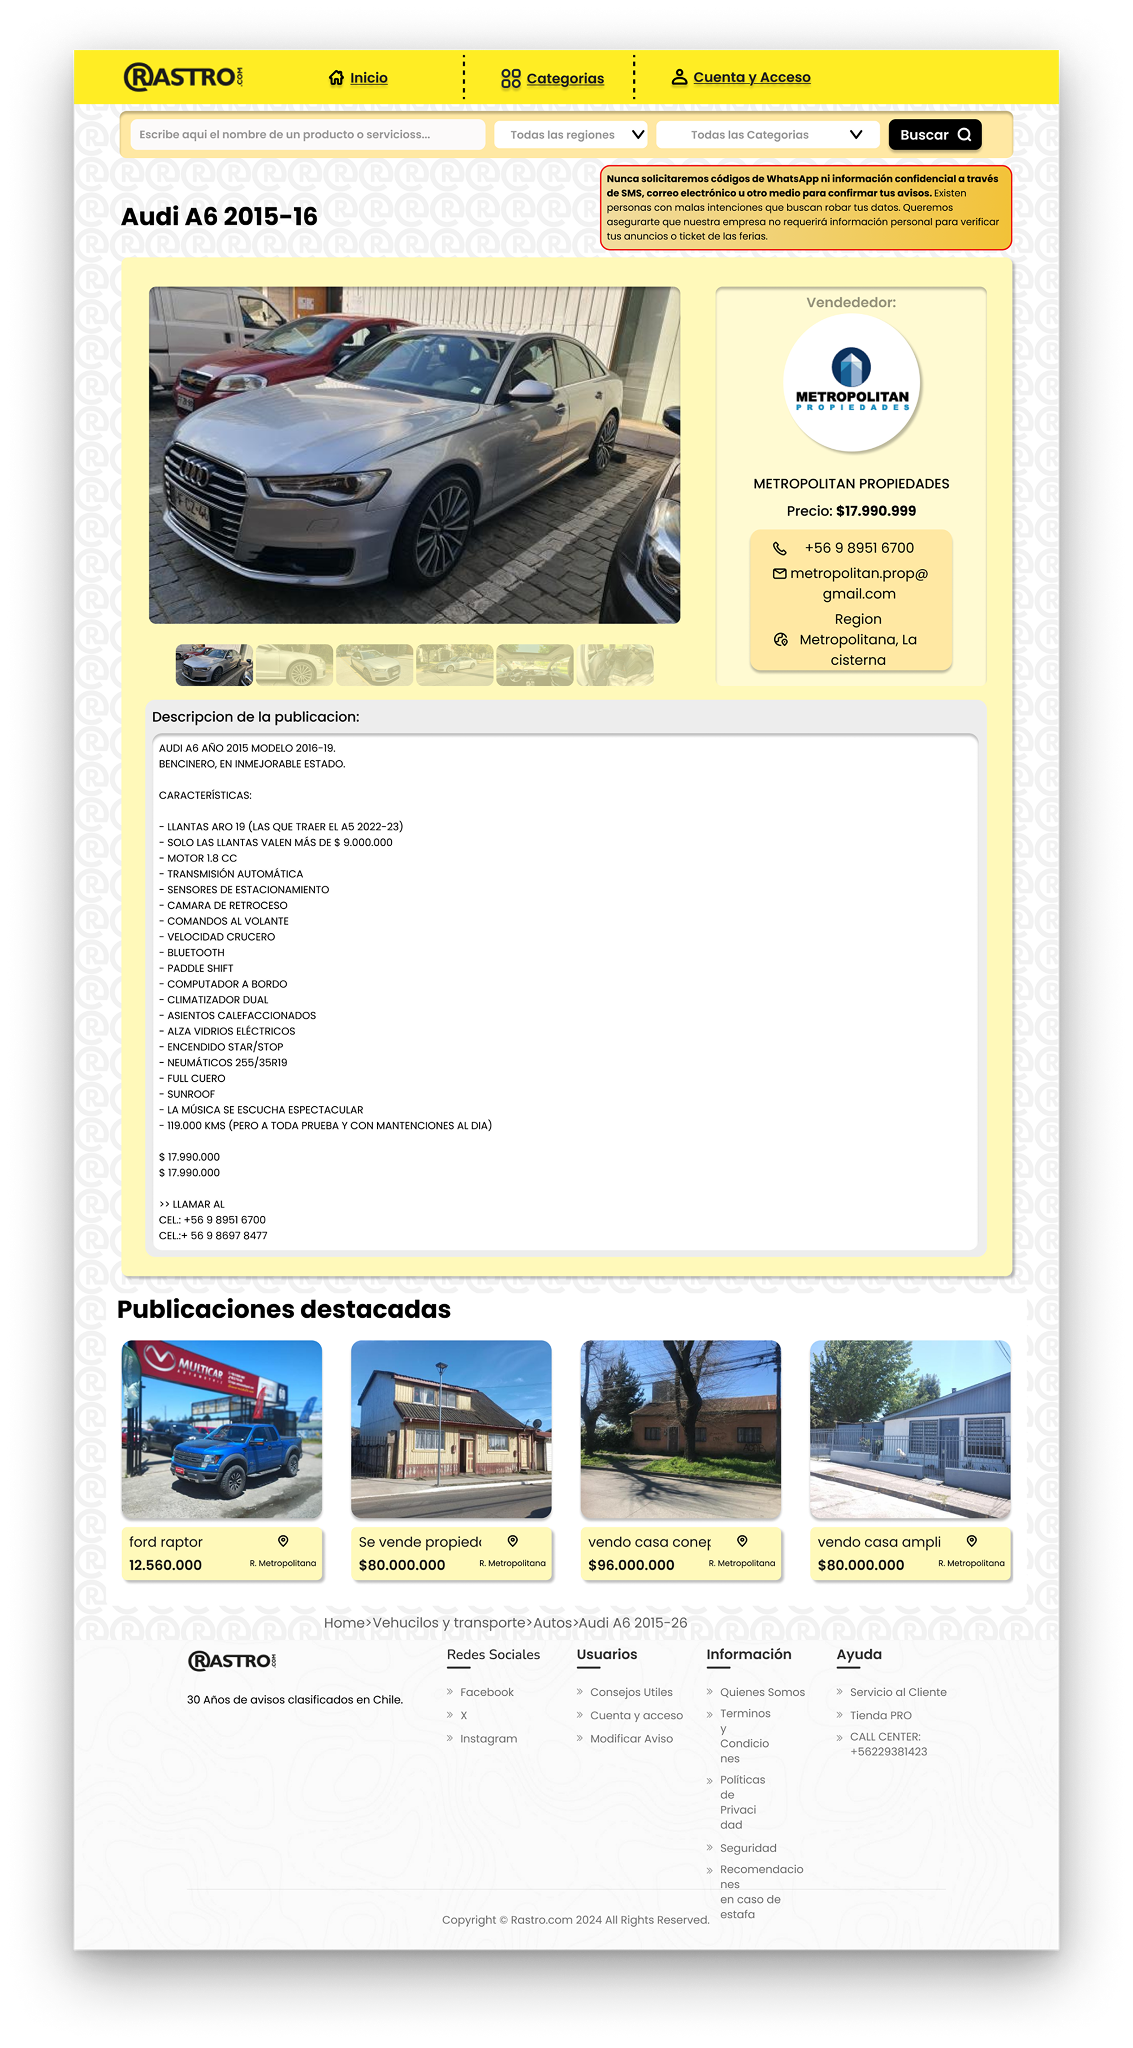 RASTRO.COM
Inicio
Categorias
Cuenta y Acceso
Escribe aqui el nombre de un producto o servicioss...
Todas las regiones
Todas las Categorias
Buscar
Nunca solicitaremos códigos de WhatsApp ni información confidencial a través
de SMS, correo electrónico u otro medio para confirmar tus avisos. Existen
personas con malas intenciones que buscan robar tus datos. Queremos
asegurarte que nuestra empresa no requerirá información personal para verificar
tus anuncios o ticket de las ferias.
Audi A6 2015-16
Vendededor:
METROPOLITAN
PROPIEDADES
METROPOLITAN PROPIEDADES
Precio: $17.990.999
+56 9 8951 6700
metropolitan.prop@
gmail.com
Region
Metropolitana, La
cisterna
Descripcion de la publicacion:
AUDI A6 AÑO 2015 MODELO 2016-19.
BENCINERO, EN INMEJORABLE ESTADO.
CARACTERÍSTICAS:
- LLANTAS ARO 19 (LAS QUE TRAER EL A5 2022-23)
- SOLO LAS LLANTAS VALEN MÁS DE $ 9.000.000
- MOTOR 1.8 CC
- TRANSMISIÓN AUTOMÁTICA
- SENSORES DE ESTACIONAMIENTO
- CAMARA DE RETROCESO
- COMANDOS AL VOLANTE
- VELOCIDAD CRUCERO
- BLUETOOTH
- PADDLE SHIFT
- COMPUTADOR A BORDO
- CLIMATIZADOR DUAL
- ASIENTOS CALEFACCIONADOS
- ALZA VIDRIOS ELÉCTRICOS
- ENCENDIDO STAR/STOP
- NEUMÁTICOS 255/35R19
- FULL CUERO
- SUNROOF
- LA MÚSICA SE ESCUCHA ESPECTACULAR
- 119.000 KMS (PERO A TODA PRUEBA Y CON MANTENCIONES AL DIA)
$ 17.990.000
$ 17.990.000
>> LLAMAR AL
CEL.: +56 9 8951 6700
CEL.:+ 56 9 8697 8477
Publicaciones destacadas
MULTICAR
ford raptor
12.560.000
R. Metropolitana
Se vende propied
$80.000.000
R. Metropolitana
vendo casa conep
$96.000.000
R. Metropolitana
vendo casa ampli
$80.000.000
R. Metropolitana
Home>Vehucilos y transporte>Autos>Audi A6 2015-26
RASTRO.COM
30 Años de avisos clasificados en Chile.
Redes Sociales
Facebook
X
Instagram
Usuarios
Consejos Utiles
Cuenta y acceso
Modificar Aviso
Información
Quienes Somos
Terminos
y
Condicio
nes
Políticas
de
Privaci
dad
Seguridad
Recomendacio
nes
en caso de
estafa
Ayuda
Servicio al Cliente
Tienda PRO
CALL CENTER:
+56229381423
Copyright © Rastro.com 2024 All Rights Reserved.